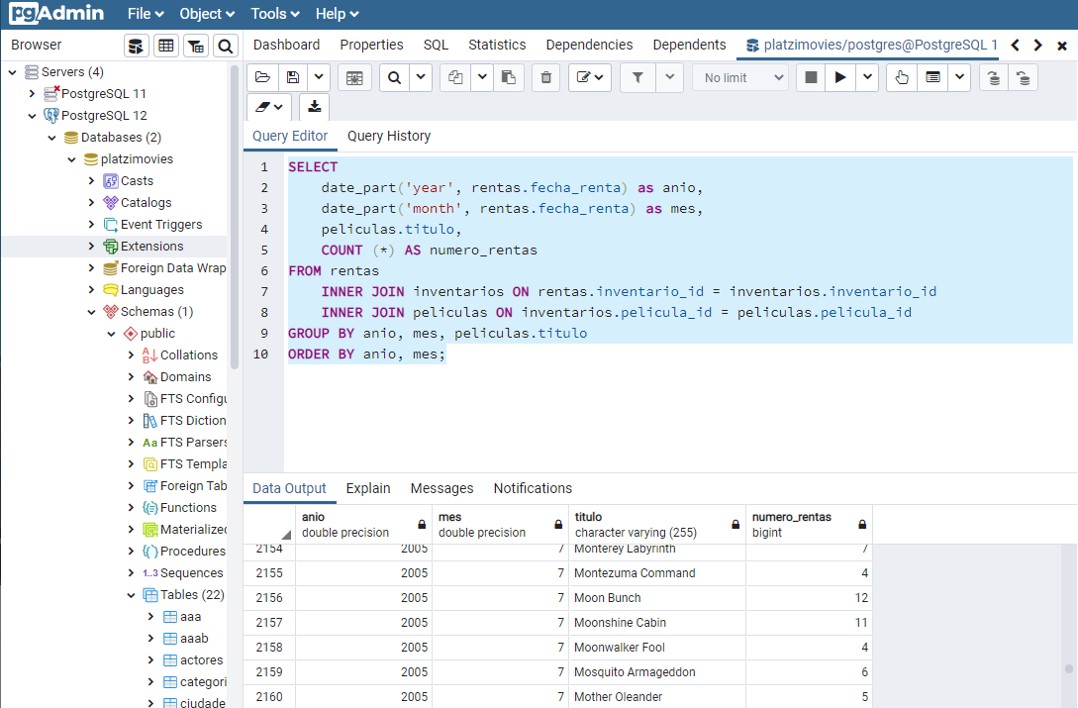 pgAdmin File Object Tools Help
Browser
Dashboard Properties SQL Statistics Dependencies Dependents platzimovies/postgres@PostgreSQL 1
Servers (4)
PostgreSQL 11
PostgreSQL 12
Databases (2)
platzimovies
Casts
Catalogs
Event Triggers
Extensions
Foreign Data Wrap
Languages
Schemas (1)
public
Collations
Domains
FTS Configu
FTS Diction
FTS Parsers
FTS Templa
Foreign Tab
Functions
Materialized
Procedures
1..3 Sequences
Tables (22)
aaa
aaab
actores
categori
ciudade
No limit
Query Editor Query History
1 SELECT
2 date_part('year', rentas.fecha_renta) as anio,
3 date_part('month', rentas.fecha_renta) as mes,
4 peliculas.titulo,
5 COUNT (*) AS numero_rentas
6 FROM rentas
7 INNER JOIN inventarios ON rentas.inventario_id = inventarios.inventario_id
8 INNER JOIN peliculas ON inventarios.pelicula_id = peliculas.pelicula_id
9 GROUP BY anio, mes, peliculas.titulo
10 ORDER BY anio, mes;
Data Output Explain Messages Notifications
anio mes titulo numero_rentas
double precision double precision character varying (255) bigint
2154 2005 7 Monterey Labyrinth 7
2155 2005 7 Montezuma Command 4
2156 2005 7 Moon Bunch 12
2157 2005 7 Moonshine Cabin 11
2158 2005 7 Moonwalker Fool 4
2159 2005 7 Mosquito Armageddon 6
2160 2005 7 Mother Oleander 5